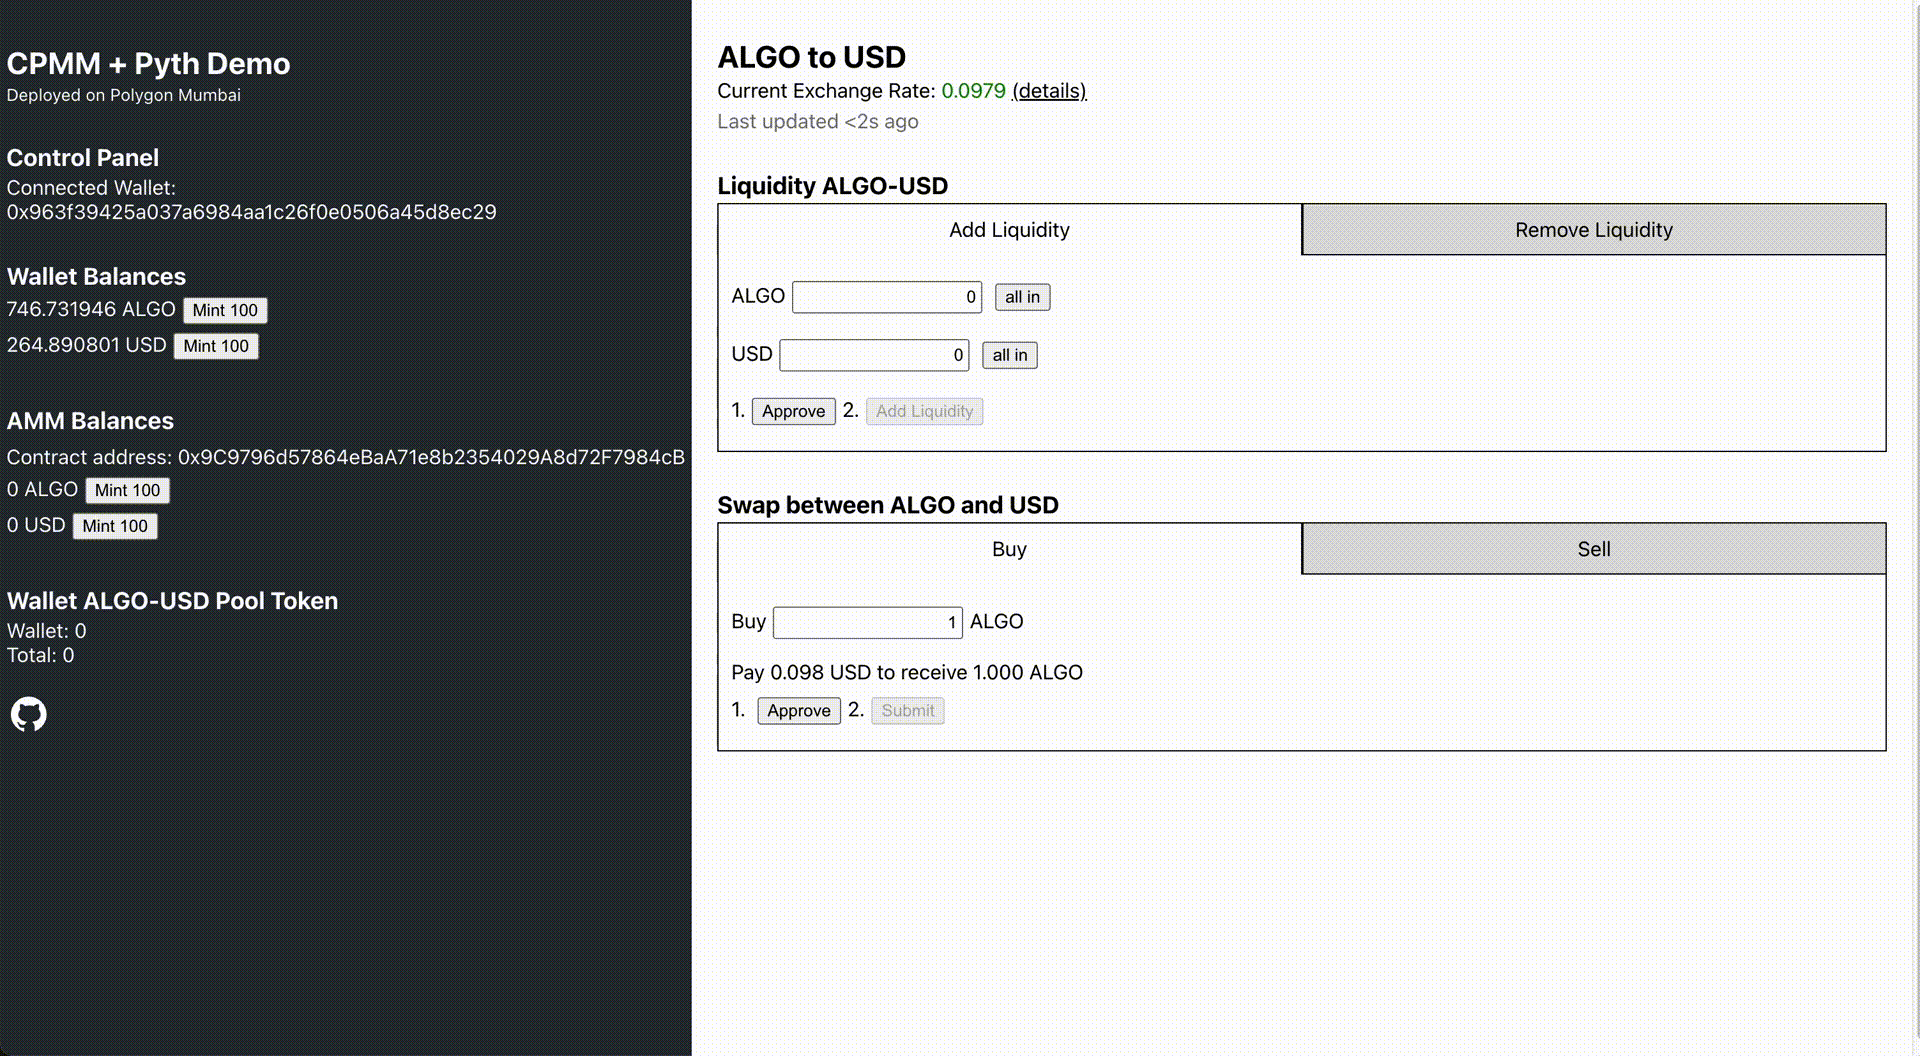 CPMM + Pyth Demo
Deployed on Polygon Mumbai
Control Panel
Connected Wallet:
0x963f39425a037a6984aa1c26f0e0506a45d8ec29
Wallet Balances
746.731946 ALGO Mint 100
264.890801 USD Mint 100
AMM Balances
Contract address: 0x9C9796d57864eBaA71e8b2354029A8d72F7984cB
0 ALGO Mint 100
0 USD Mint 100
Wallet ALGO-USD Pool Token
Wallet: 0
Total: 0
ALGO to USD
Current Exchange Rate: 0.0979 (details)
Last updated <2s ago
Liquidity ALGO-USD
Add Liquidity Remove Liquidity
ALGO 0 all in
USD 0 all in
1. Approve 2. Add Liquidity
Swap between ALGO and USD
Buy Sell
Buy 1 ALGO
Pay 0.098 USD to receive 1.000 ALGO
1. Approve 2. Submit